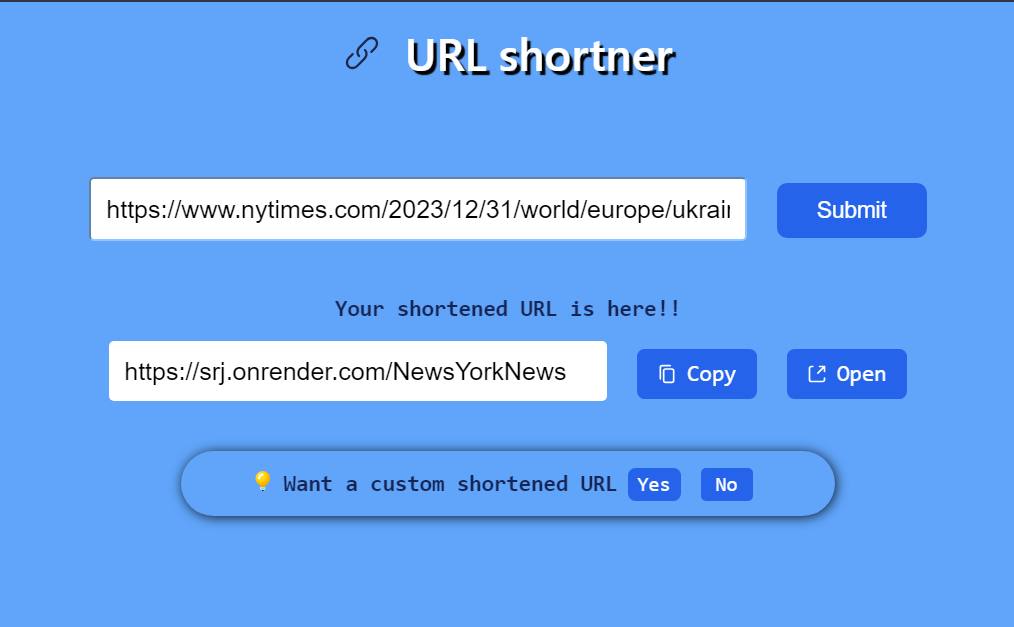 URL shortner
https://www.nytimes.com/2023/12/31/world/europe/ukrai
Submit
Your shortened URL is here!!
https://srj.onrender.com/NewsYorkNews
Copy
Open
Want a custom shortened URL Yes No